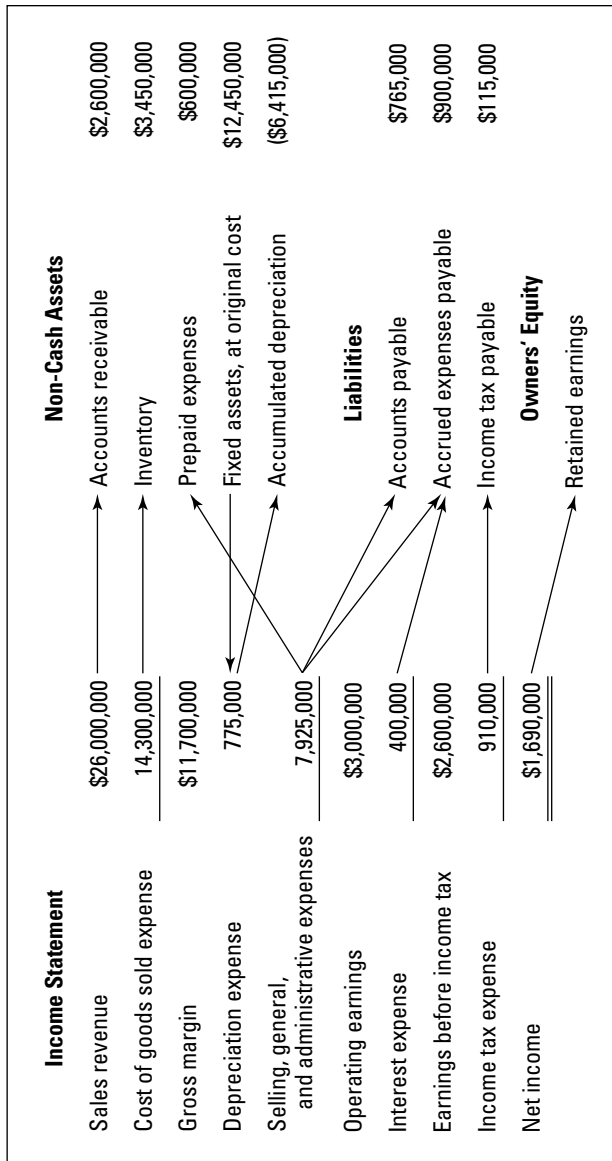 Income Statement
Sales revenue $26,000,000
Cost of goods sold expense 14,300,000
Gross margin $11,700,000
Depreciation expense 775,000
Selling, general,
and administrative expenses 7,925,000
Operating earnings $3,000,000
Interest expense 400,000
Earnings before income tax $2,600,000
Income tax expense 910,000
Net income $1,690,000
Non-Cash Assets
Accounts receivable $2,600,000
Inventory $3,450,000
Prepaid expenses $600,000
Fixed assets, at original cost $12,450,000
Accumulated depreciation ($6,415,000)
Liabilities
Accounts payable $765,000
Accrued expenses payable $900,000
Income tax payable $115,000
Owners' Equity
Retained earnings